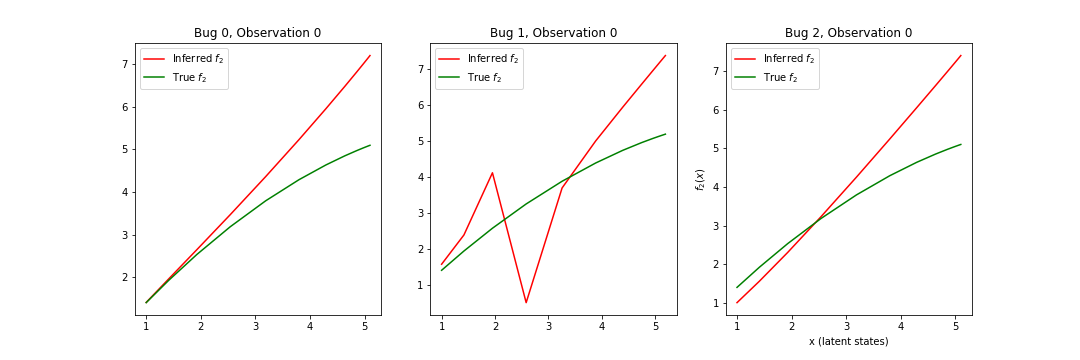 Bug 0, Observation 0
Inferred f₂
True f₂
7
6
5
4
3
2
1 2 3 4 5
Bug 1, Observation 0
Inferred f₂
True f₂
7
6
5
4
3
2
1
1 2 3 4 5
Bug 2, Observation 0
Inferred f₂
True f₂
f₂(x)
7
6
5
4
3
2
1
1 2 3 4 5
x (latent states)